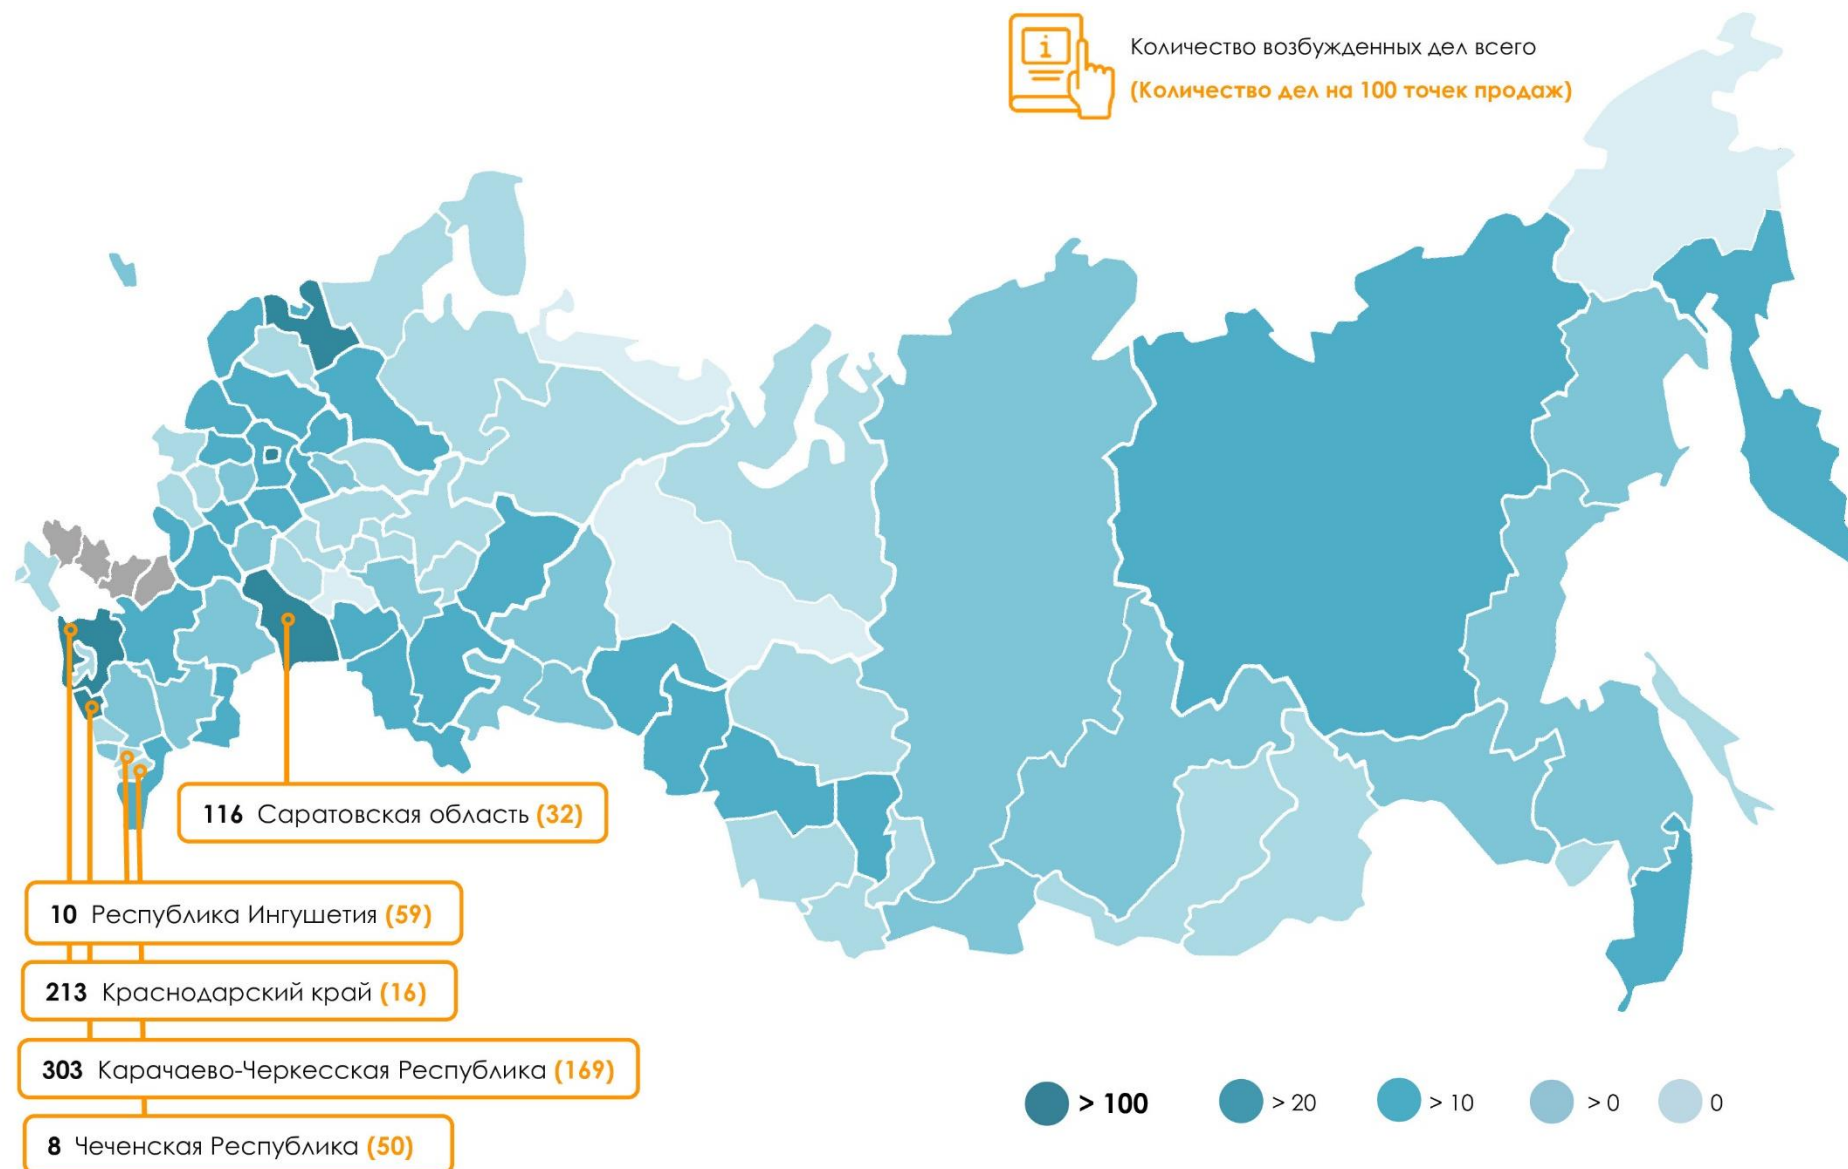 i
Количество возбужденных дел всего
(Количество дел на 100 точек продаж)
116 Саратовская область (32)
10 Республика Ингушетия (59)
213 Краснодарский край (16)
303 Карачаево-Черкесская Республика (169)
8 Чеченская Республика (50)
> 100 > 20 > 10 > 0 0